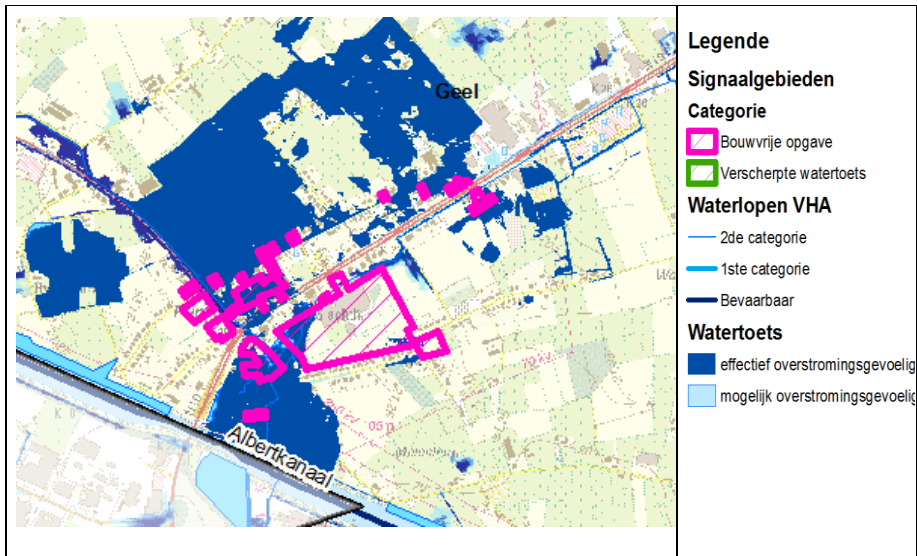 Geel
Albertkanaal
Legende
Signaalgebieden
Categorie
Bouwvrije opgave
Verscherpte watertoets
Waterlopen VHA
2de categorie
1ste categorie
Bevaarbaar
Watertoets
effectief overstromingsgevoelig
mogelijk overstromingsgevoelig